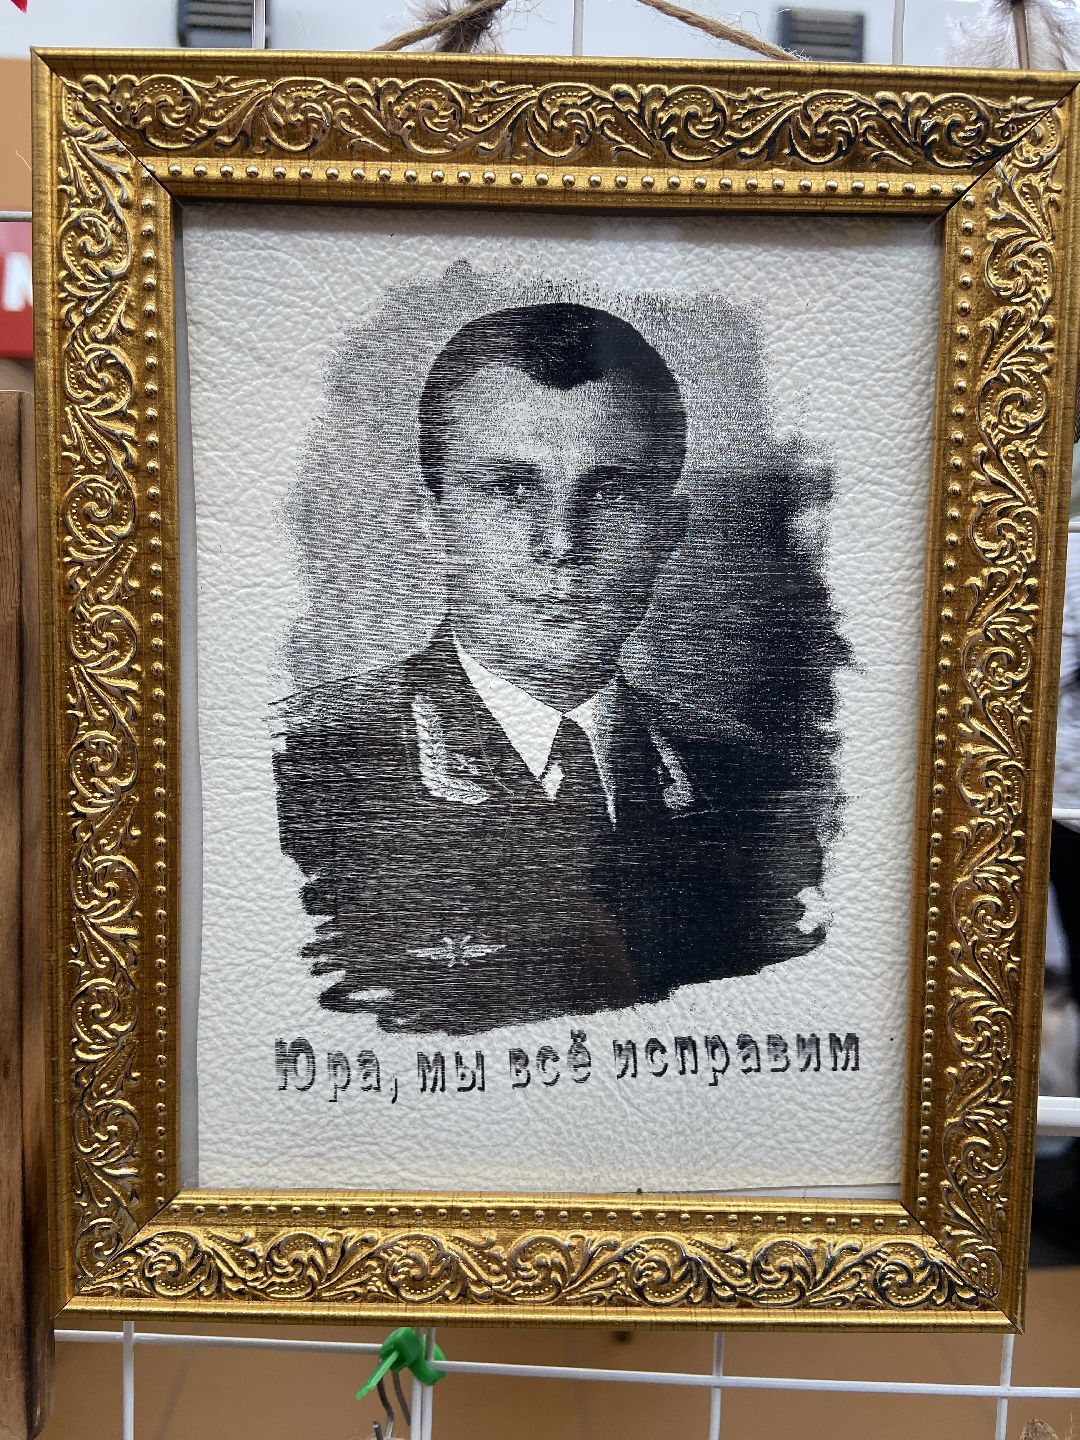 Юра, мы всё исправим